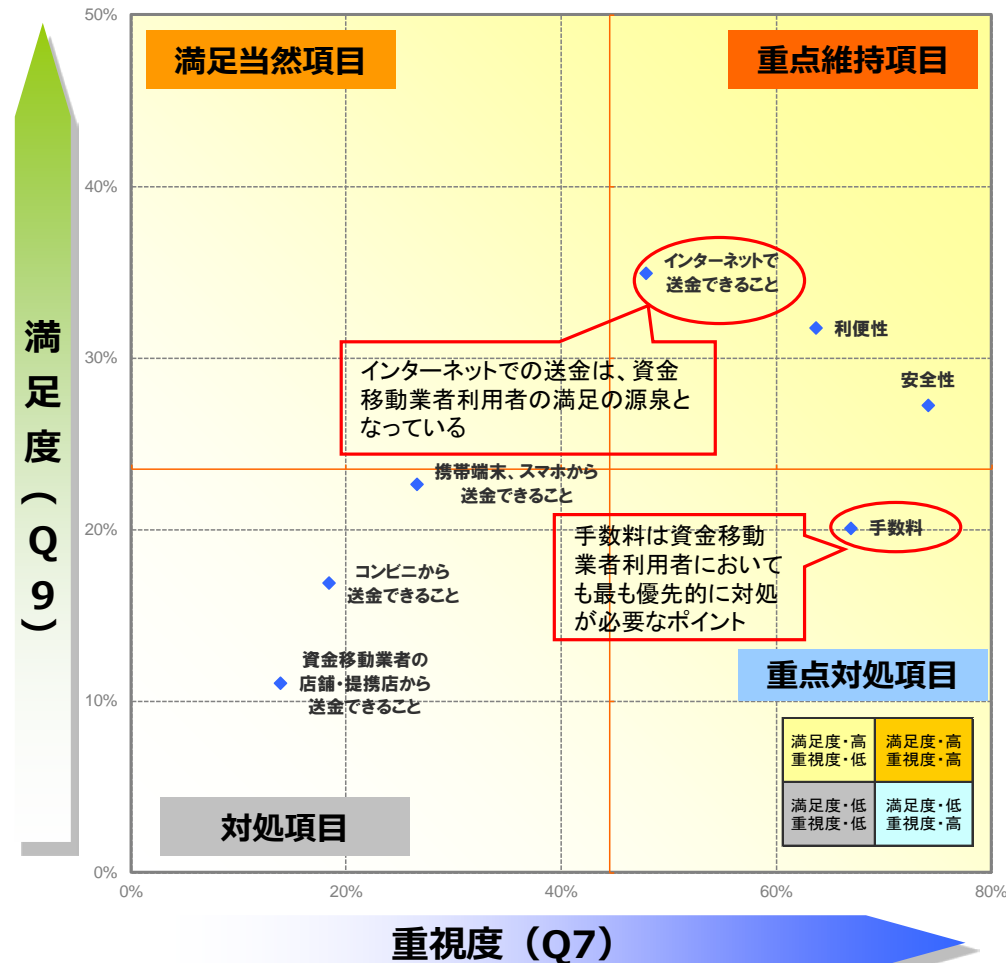 50%
満足当然項目
重点維持項目
40%
インターネットで
送金できること
利便性
インターネットでの送金は、資金
移動業者利用者の満足の源泉と
なっている
30%
安全性
携帯端末、スマホから
送金できること
20%
手数料
手数料は資金移動
業者利用者において
も最も優先的に対処
が必要なポイント
コンビニから
送金できること
資金移動業者の
店舗・提携店から
送金できること
10%
重点対処項目
満足度・高
重視度・低
満足度・高
重視度・高
満足度・低
重視度・低
満足度・低
重視度・高
対処項目
0%
0%
20%
40%
60%
80%
満足度(Q9)
重視度（Q7）